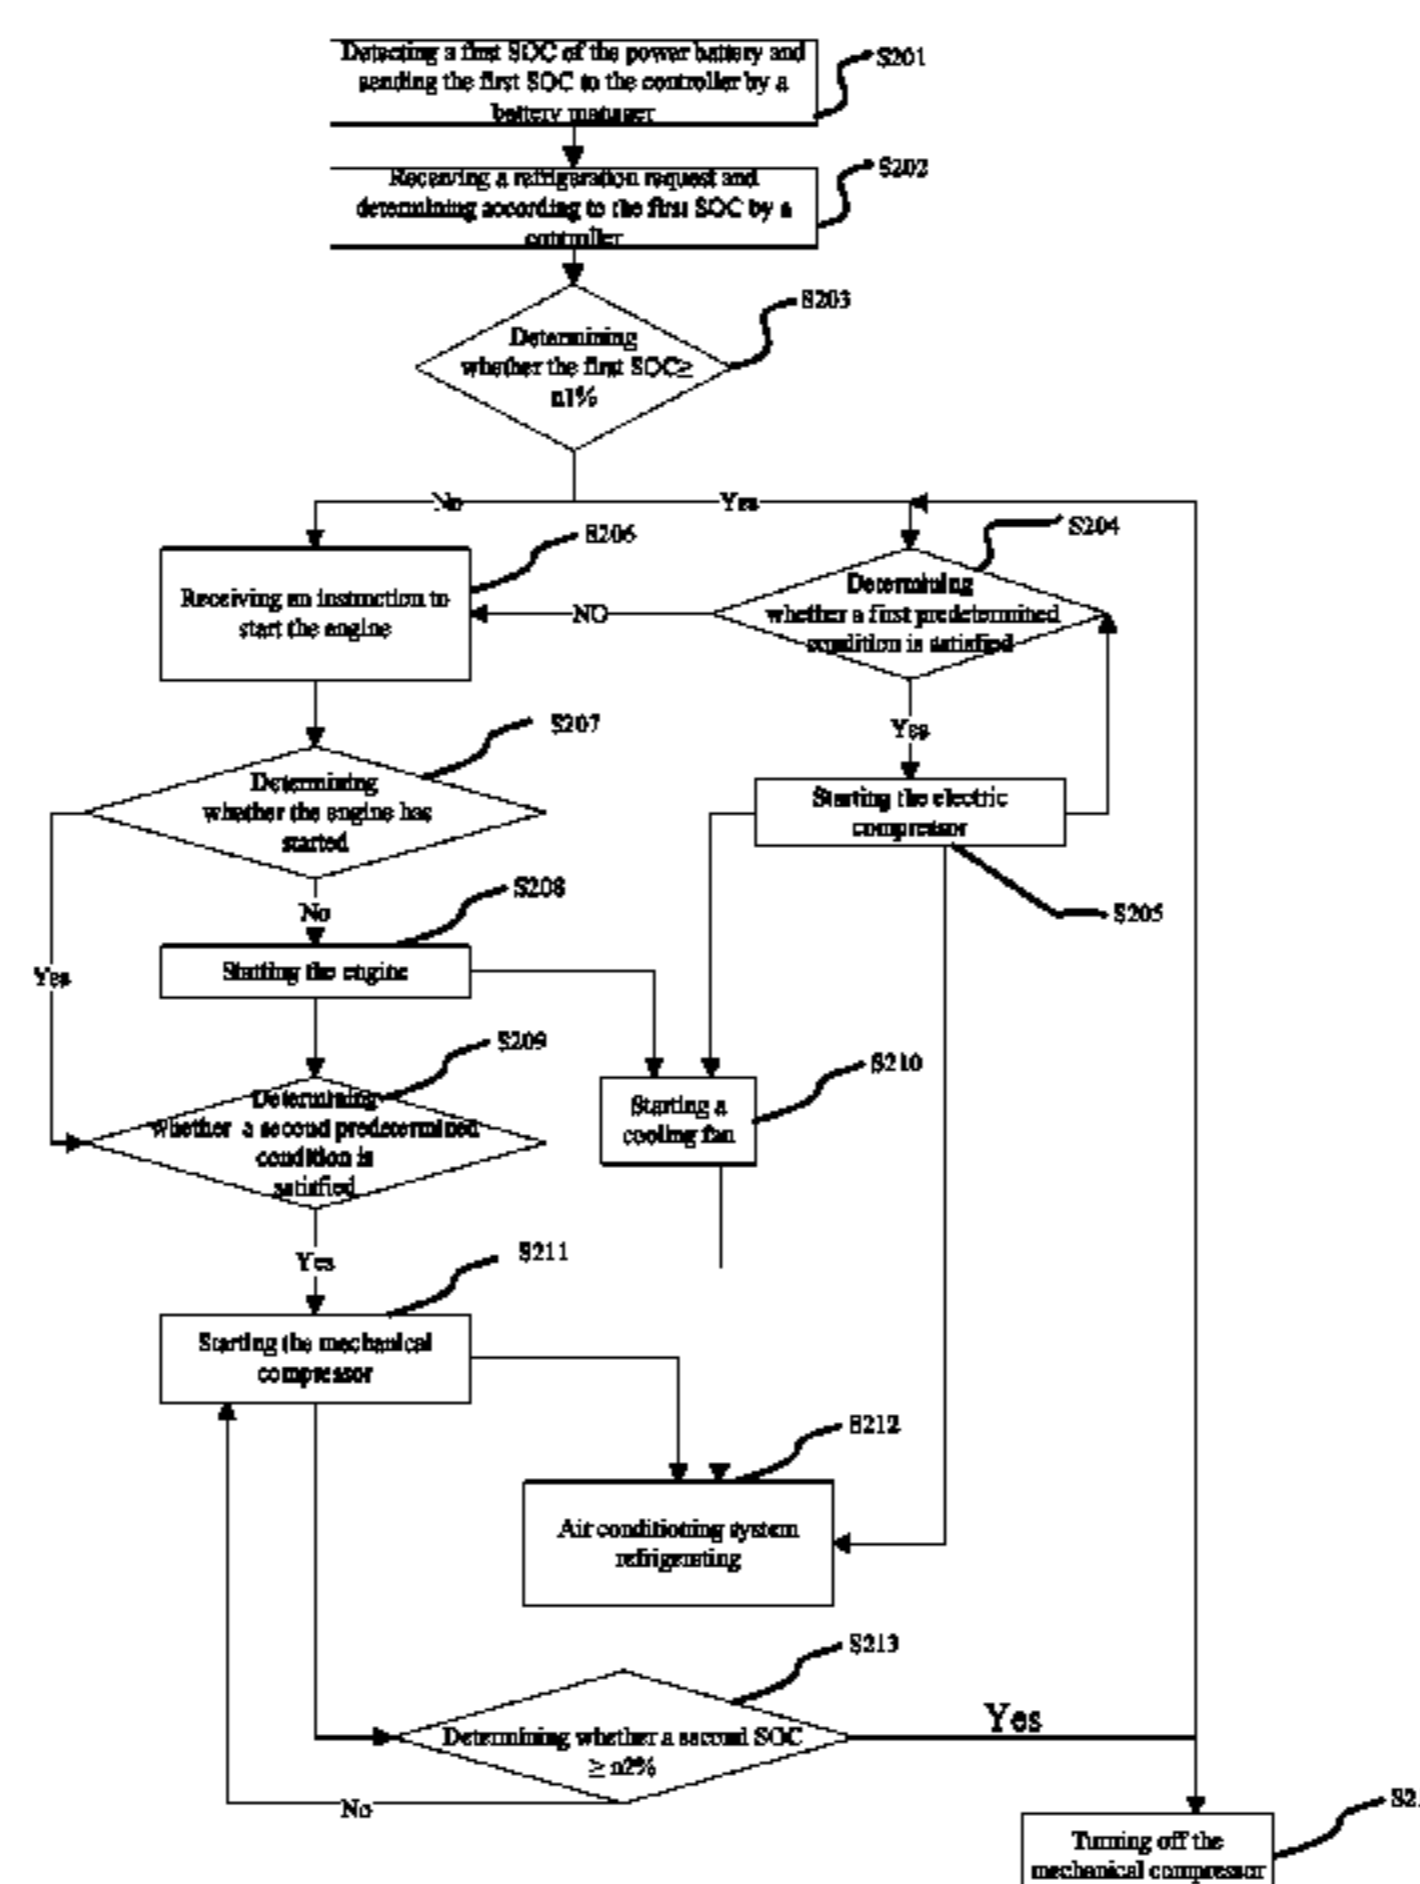 Detecting a first SOC of the power battery and
sending the first SOC to the controller by a
battery manager
S201
Receiving a refrigeration request and
determining according to the first SOC by a
controller
S202
Determining
whether the first SOC≥
n1%
S203
No
Yes
Receiving an instruction to
start the engine
S206
NO
Determining
whether a first predetermined
condition is satisfied
S204
Yes
Determining
whether the engine has
started
S207
Starting the electric
compressor
S205
No
Yes
Starting the engine
S208
Determining
whether a second predetermined
condition is
satisfied
S209
Starting a
cooling fan
S210
Yes
Starting the mechanical
compressor
S211
Air conditioning system
refrigerating
S212
Determining whether a second SOC
≥ n2%
S213
Yes
No
Turning off the
mechanical compressor